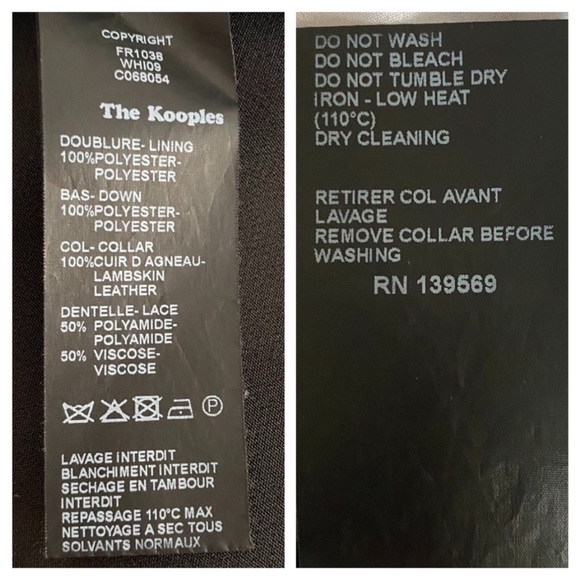 COPYRIGHT
FR1038
WHI09
C068054
The Kooples
DOUBLURE- LINING
100%POLYESTER-
POLYESTER
BAS- DOWN
100%POLYESTER-
POLYESTER
COL- COLLAR
100%CUIR D AGNEAU-
LAMBSKIN
LEATHER
DENTELLE- LACE
50% POLYAMIDE-
POLYAMIDE
50% VISCOSE-
VISCOSE
P
LAVAGE INTERDIT
BLANCHIMENT INTERDIT
SECHAGE EN TAMBOUR
INTERDIT
REPASSAGE 110°C MAX
NETTOYAGE A SEC TOUS
SOLVANTS NORMAUX
DO NOT WASH
DO NOT BLEACH
DO NOT TUMBLE DRY
IRON - LOW HEAT
(110°C)
DRY CLEANING
RETIRER COL AVANT
LAVAGE
REMOVE COLLAR BEFORE
WASHING
RN 139569